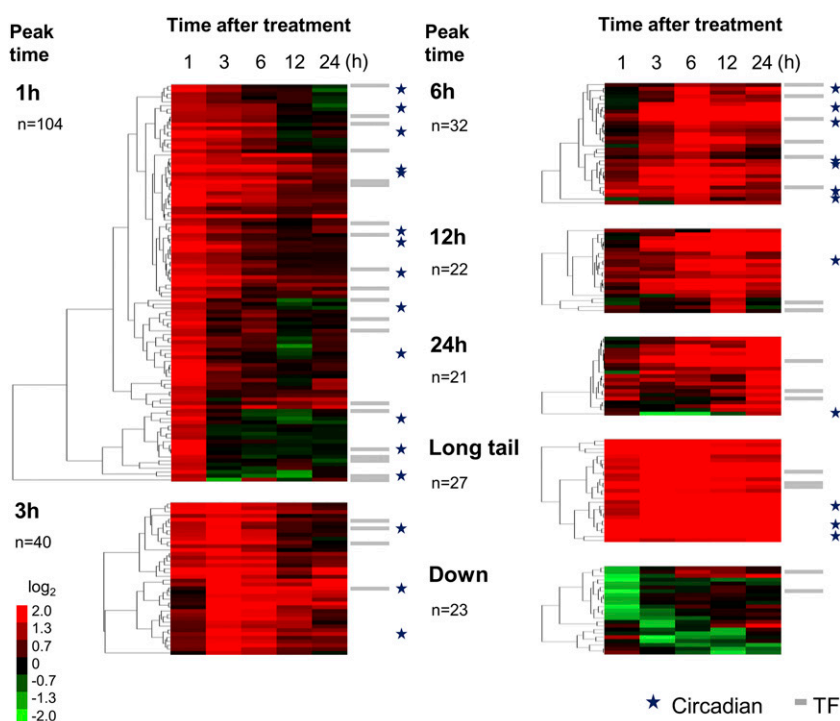 Peak time
Time after treatment
1 3 6 12 24 (h)
1h
n=104
3h
n=40
log2
2.0
1.3
0.7
0
-0.7
-1.3
-2.0
Peak time
Time after treatment
1 3 6 12 24 (h)
6h
n=32
12h
n=22
24h
n=21
Long tail
n=27
Down
n=23
★ Circadian
TF